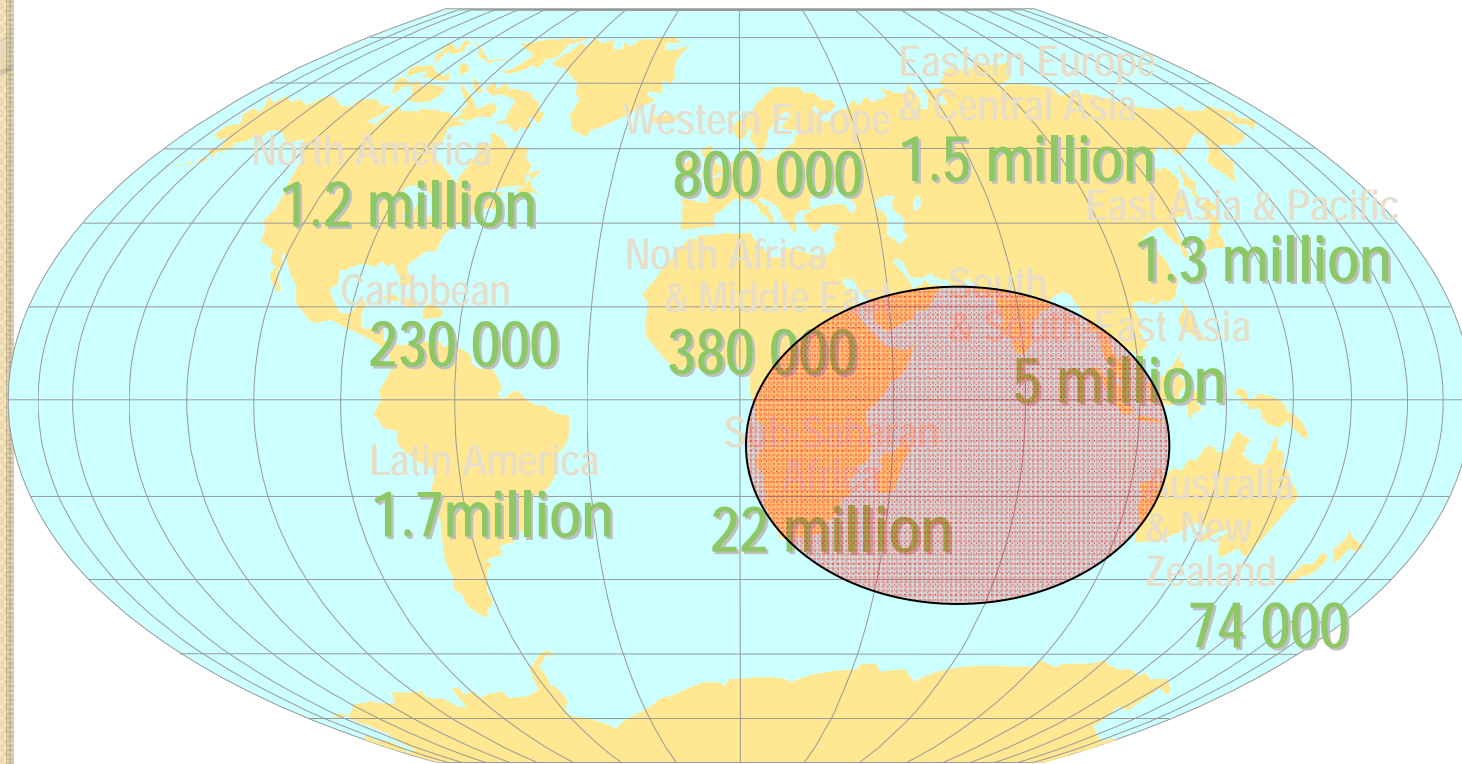 Eastern Europe
& Central Asia
1.5 million
Western Europe
800 000
North America
1.2 million
East Asia & Pacific
1.3 million
North Africa
& Middle East
380 000
South
& South East Asia
5 million
Caribbean
230 000
Sub-Saharan
Africa
22 million
Latin America
1.7million
Australia
& New
Zealand
74 000